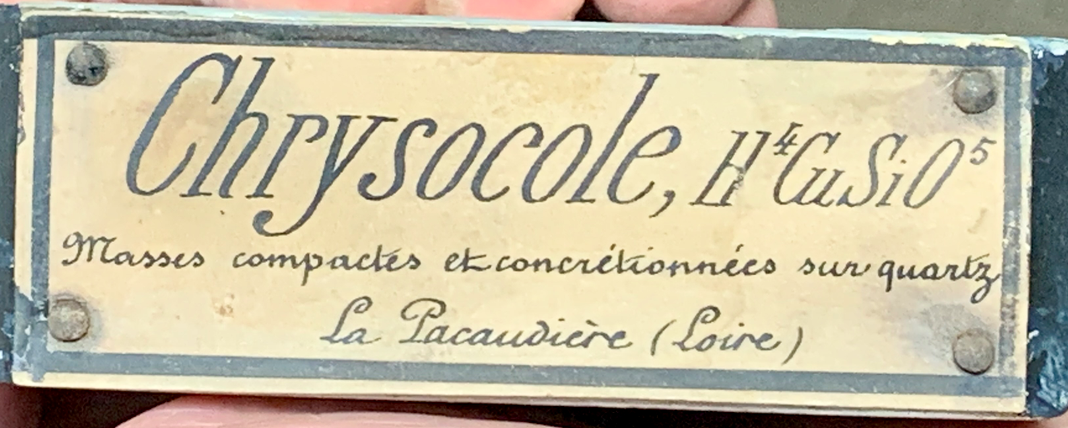 Chrysocole, H⁴CuSiO⁵
Masses compactes et concrétionnées sur quartz
La Pacaudière (Loire)